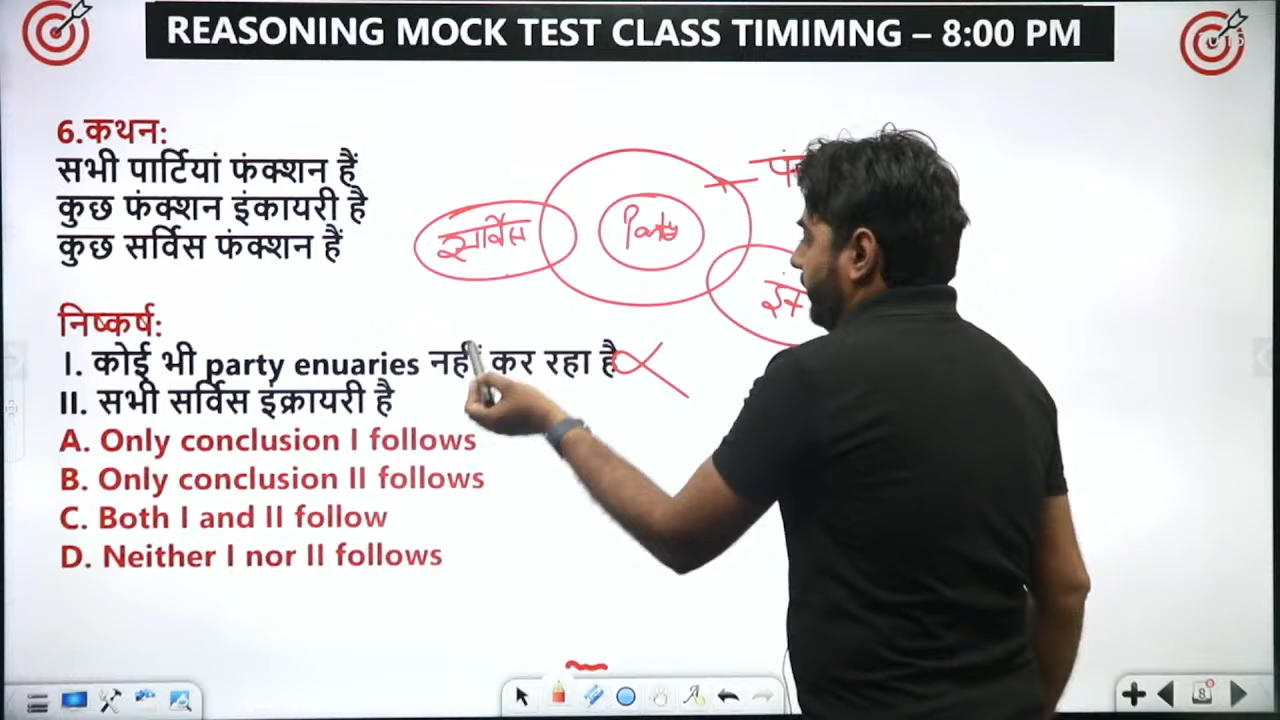 REASONING MOCK TEST CLASS TIMIMNG – 8:00 PM
6.कथन:
सभी पार्टियां फंक्शन हैं
कुछ फंक्शन इंकायरी है
कुछ सर्विस फंक्शन हैं
सर्विस
Party
निष्कर्ष:
I. कोई भी party enuaries नहीं कर रहा है
II. सभी सर्विस इंक्रायरी है
A. Only conclusion I follows
B. Only conclusion II follows
C. Both I and II follow
D. Neither I nor II follows
8